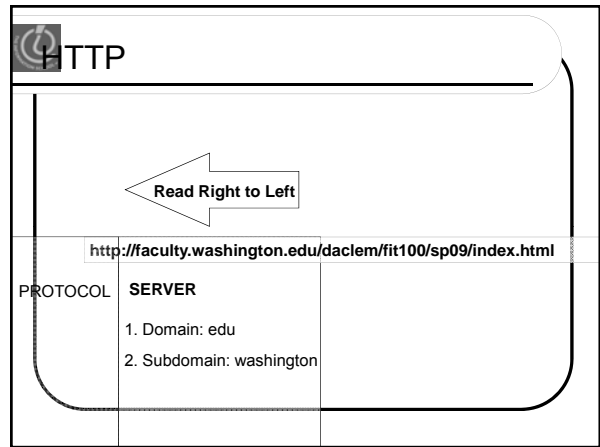 HTTP
Read Right to Left
http://faculty.washington.edu/daclem/fit100/sp09/index.html
PROTOCOL
SERVER
1. Domain: edu
2. Subdomain: washington